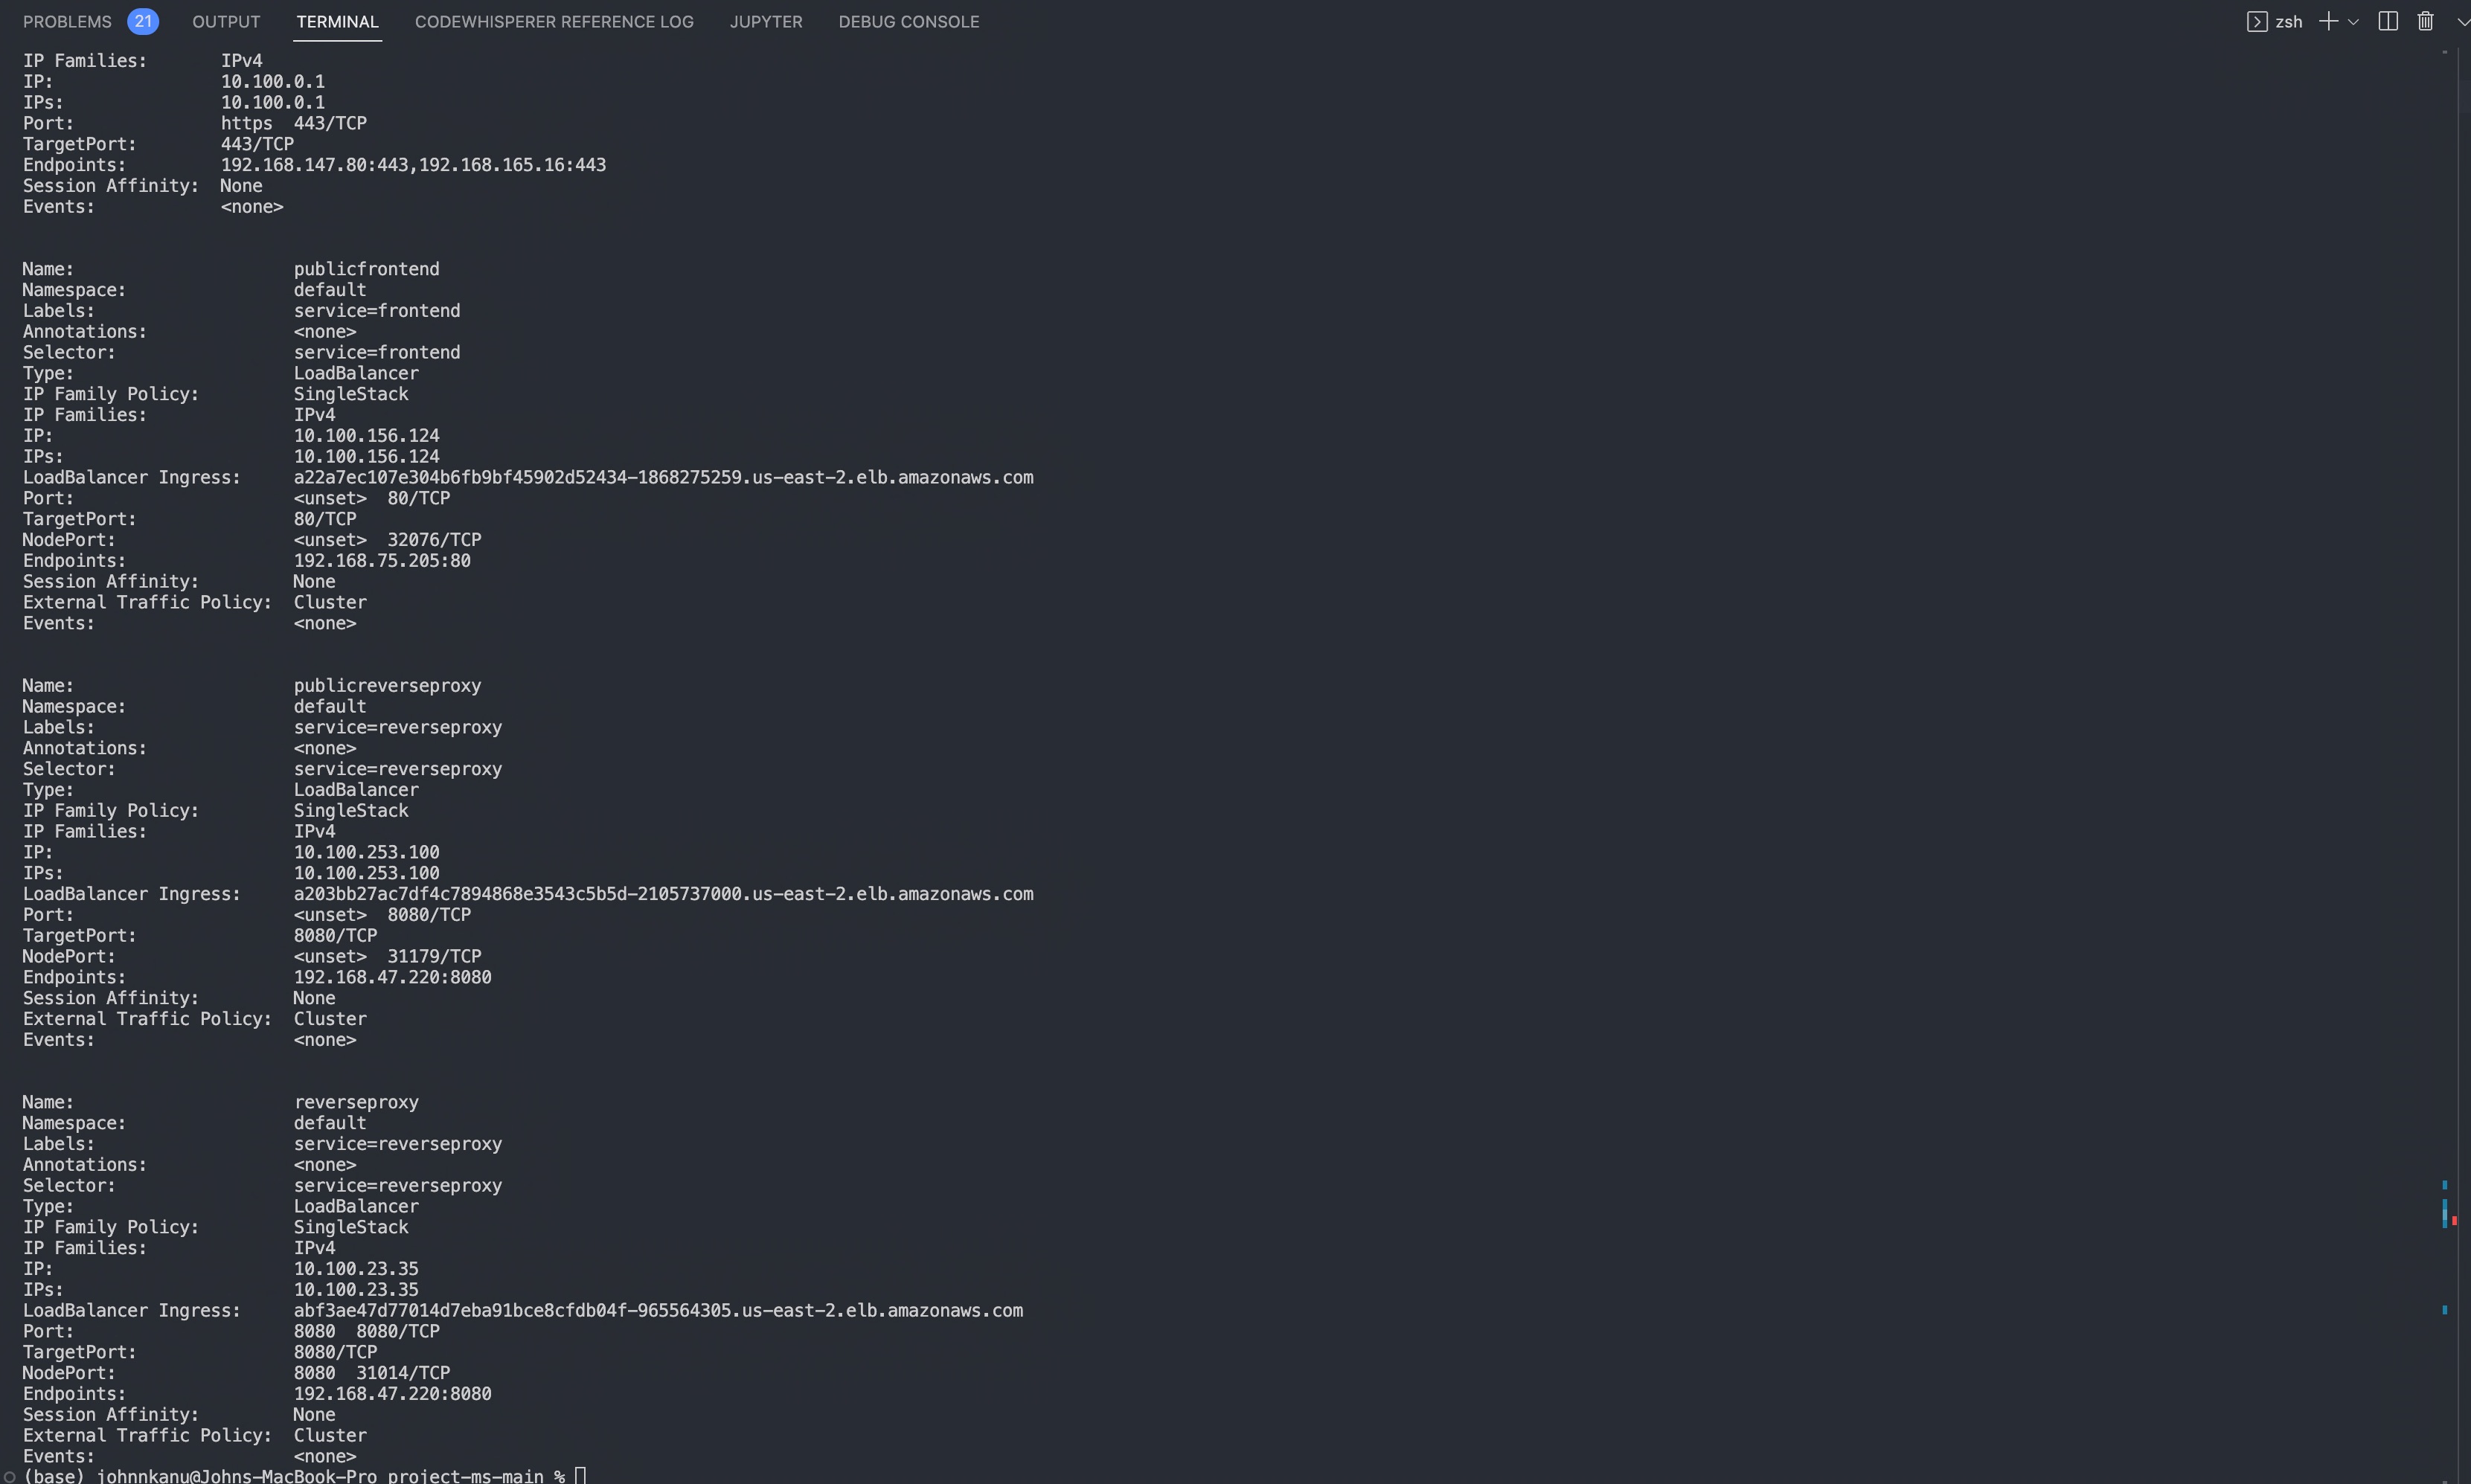 PROBLEMS 21 OUTPUT TERMINAL CODEWHISPERER REFERENCE LOG JUPYTER DEBUG CONSOLE zsh
IP Families: IPv4
IP: 10.100.0.1
IPs: 10.100.0.1
Port: https 443/TCP
TargetPort: 443/TCP
Endpoints: 192.168.147.80:443,192.168.165.16:443
Session Affinity: None
Events: <none>
Name: publicfrontend
Namespace: default
Labels: service=frontend
Annotations: <none>
Selector: service=frontend
Type: LoadBalancer
IP Family Policy: SingleStack
IP Families: IPv4
IP: 10.100.156.124
IPs: 10.100.156.124
LoadBalancer Ingress: a22a7ec107e304b6fb9bf45902d52434-1868275259.us-east-2.elb.amazonaws.com
Port: <unset> 80/TCP
TargetPort: 80/TCP
NodePort: <unset> 32076/TCP
Endpoints: 192.168.75.205:80
Session Affinity: None
External Traffic Policy: Cluster
Events: <none>
Name: publicreverseproxy
Namespace: default
Labels: service=reverseproxy
Annotations: <none>
Selector: service=reverseproxy
Type: LoadBalancer
IP Family Policy: SingleStack
IP Families: IPv4
IP: 10.100.253.100
IPs: 10.100.253.100
LoadBalancer Ingress: a203bb27ac7df4c7894868e3543c5b5d-2105737000.us-east-2.elb.amazonaws.com
Port: <unset> 8080/TCP
TargetPort: 8080/TCP
NodePort: <unset> 31179/TCP
Endpoints: 192.168.47.220:8080
Session Affinity: None
External Traffic Policy: Cluster
Events: <none>
Name: reverseproxy
Namespace: default
Labels: service=reverseproxy
Annotations: <none>
Selector: service=reverseproxy
Type: LoadBalancer
IP Family Policy: SingleStack
IP Families: IPv4
IP: 10.100.23.35
IPs: 10.100.23.35
LoadBalancer Ingress: abf3ae47d77014d7eba91bce8cfdb04f-965564305.us-east-2.elb.amazonaws.com
Port: 8080 8080/TCP
TargetPort: 8080/TCP
NodePort: 8080 31014/TCP
Endpoints: 192.168.47.220:8080
Session Affinity: None
External Traffic Policy: Cluster
Events: <none>
(base) johnnkanu@Johns-MacBook-Pro project-ms-main %